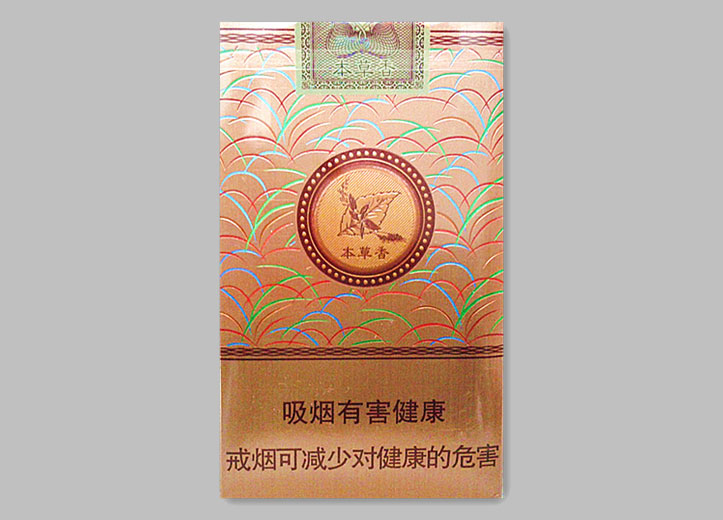 本草香
本草香
吸烟有害健康
戒烟可减少对健康的危害